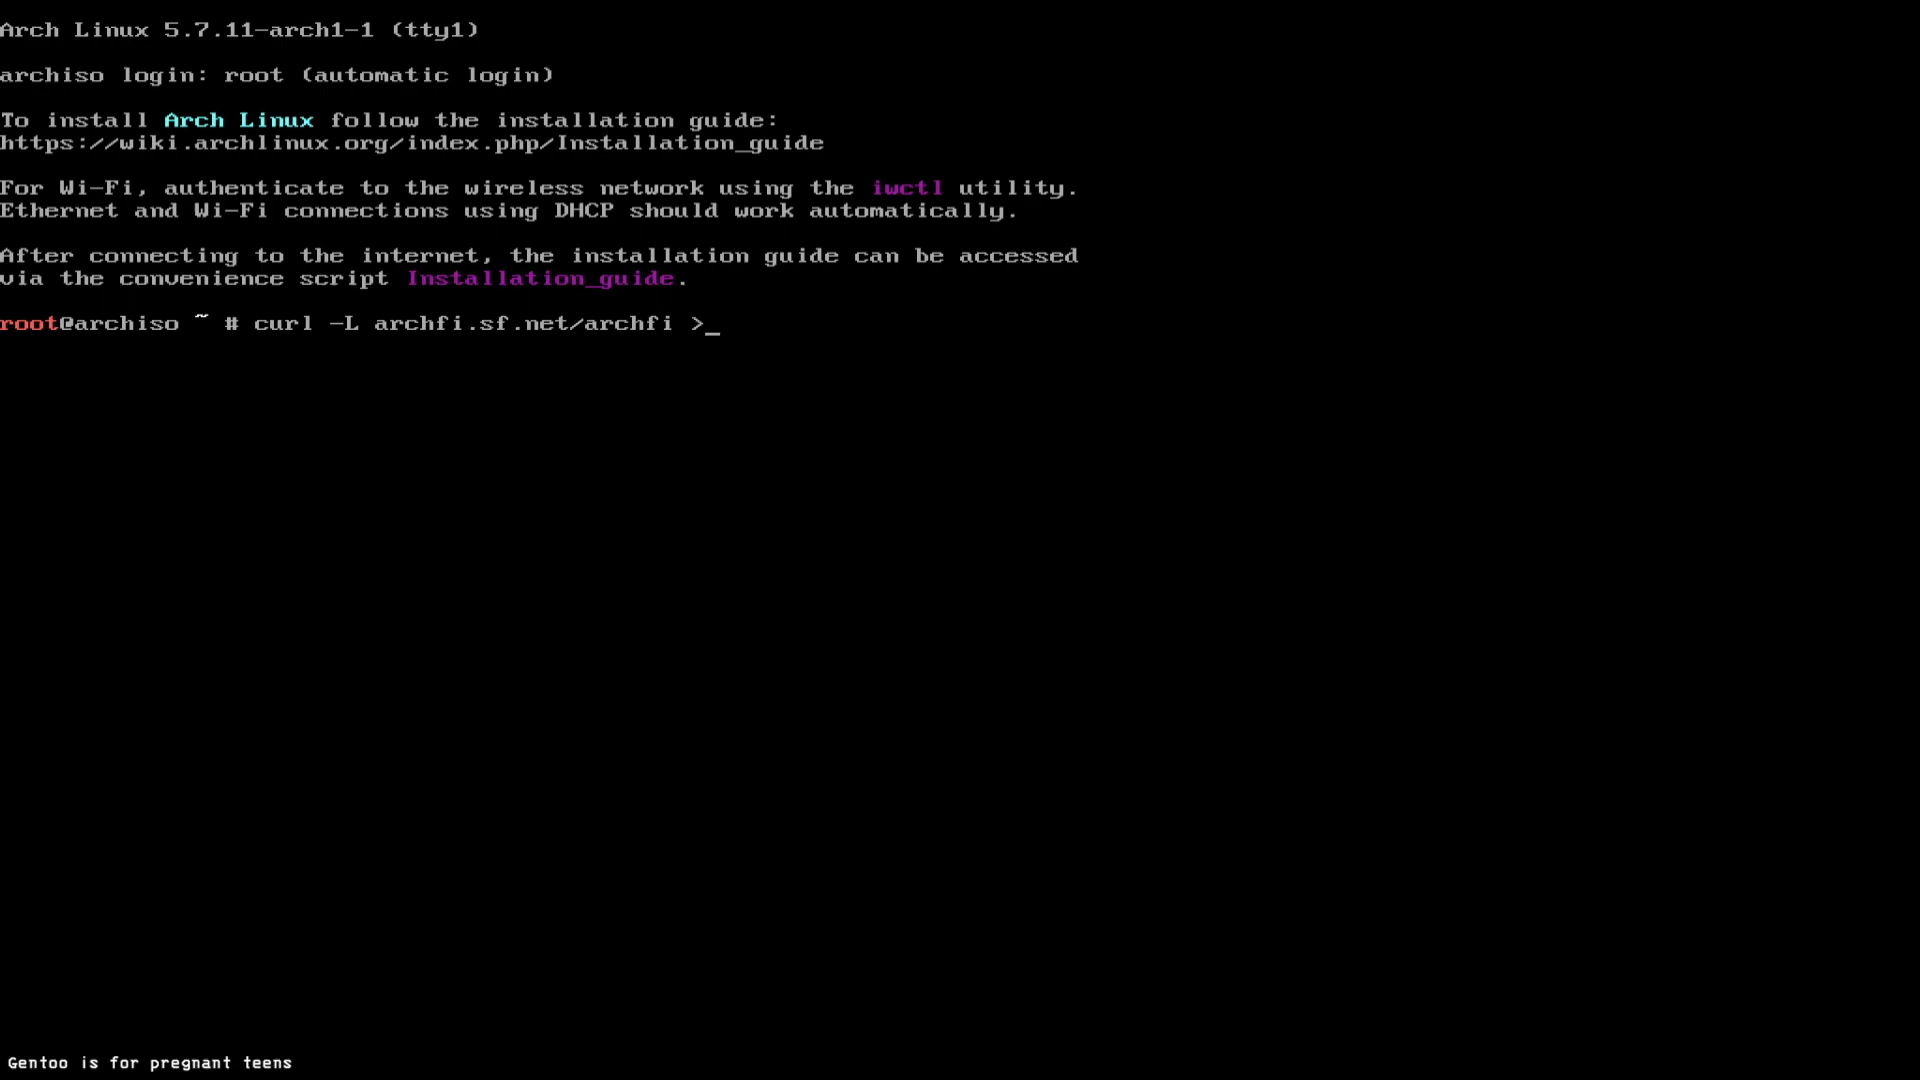 Arch Linux 5.7.11-arch1-1 (tty1)
archiso login: root (automatic login)
To install Arch Linux follow the installation guide:
https://wiki.archlinux.org/index.php/Installation_guide
For Wi-Fi, authenticate to the wireless network using the iwctl utility.
Ethernet and Wi-Fi connections using DHCP should work automatically.
After connecting to the internet, the installation guide can be accessed
via the convenience script Installation_guide.
root@archiso ~ # curl -L archfi.sf.net/archfi >_
Gentoo is for pregnant teens